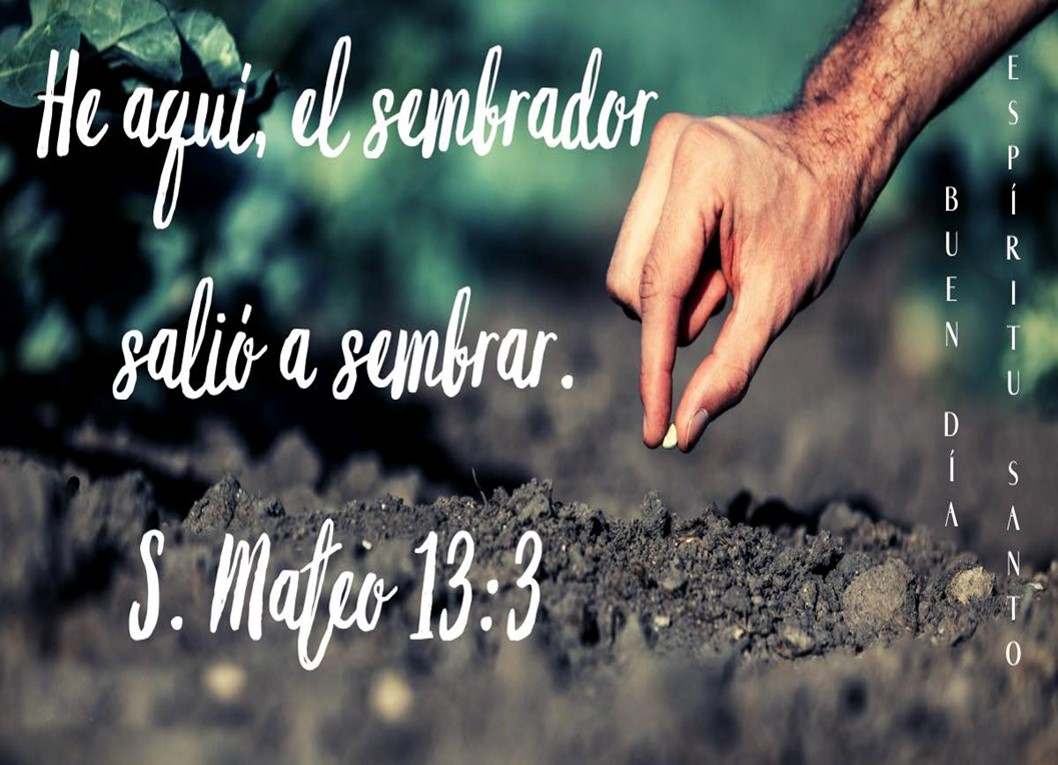 He aquí, el sembrador
salió a sembrar.
S. Mateo 13:3
BUEN DÍA
ESPÍRITU SANTO